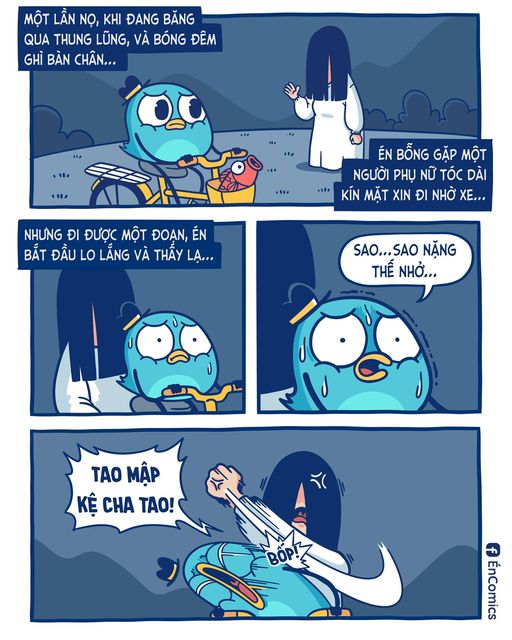 MỘT LẦN NỌ, KHI ĐANG BĂNG
QUA THUNG LŨNG, VÀ BÓNG ĐÊM
GHÌ BÀN CHÂN...
ÉN BỖNG GẶP MỘT
NGƯỜI PHỤ NỮ TÓC DÀI
KÍN MẶT XIN ĐI NHỜ XE...
NHƯNG ĐI ĐƯỢC MỘT ĐOẠN, ÉN
BẮT ĐẦU LO LẮNG VÀ THẤY LẠ...
SAO...SAO NẶNG
THẾ NHỞ...
TAO MẬP
KỆ CHA TAO!
BỐP!
ÉnComics